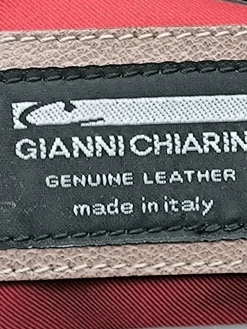 GIANNI CHIARIN
GENUINE LEATHER
made in italy